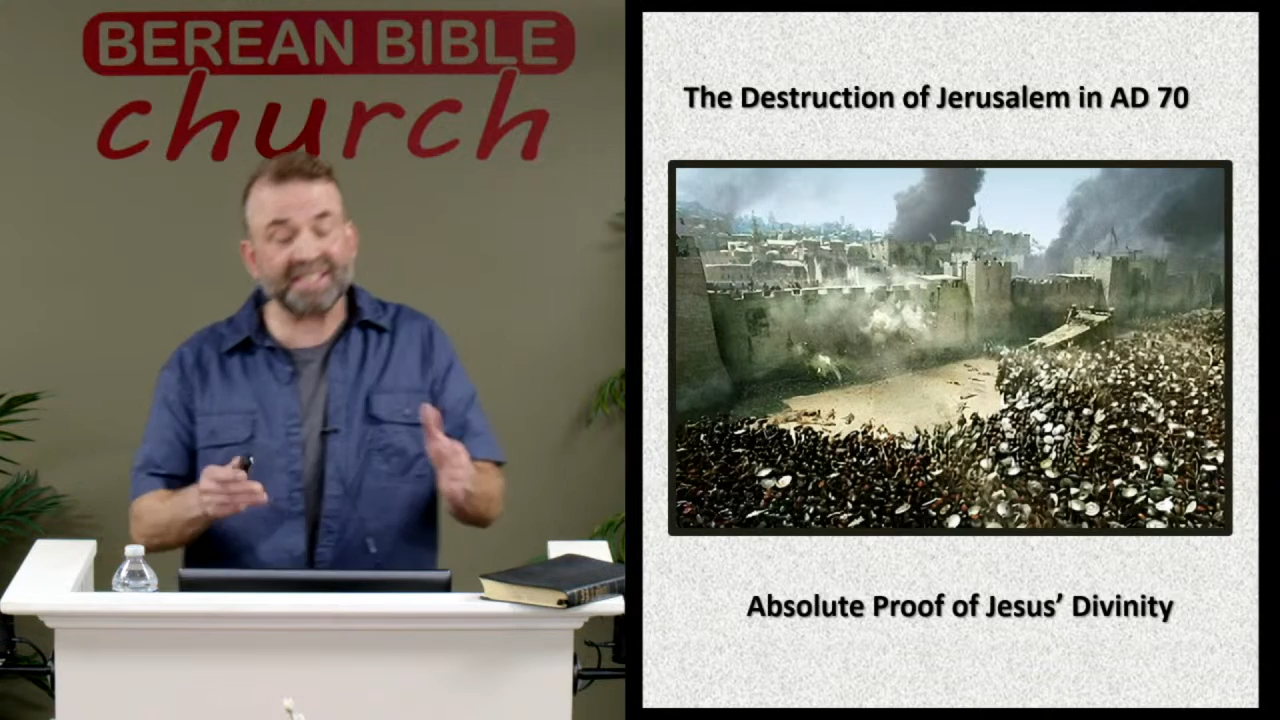 BEREAN BIBLE
church
The Destruction of Jerusalem in AD 70
Absolute Proof of Jesus’ Divinity